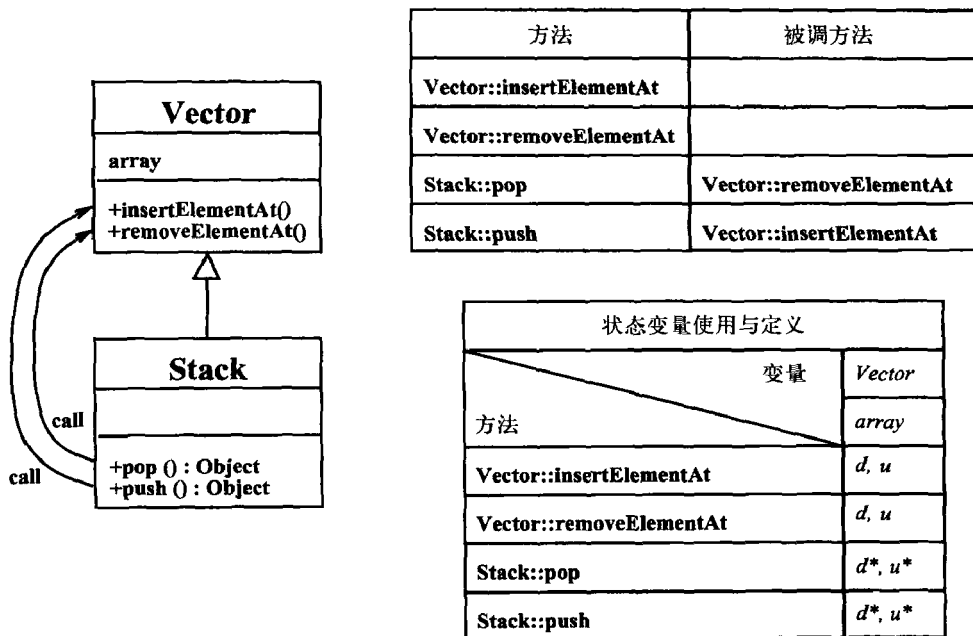 Vector
array
+insertElementAt()
+removeElementAt()
Stack
call
call
+pop () : Object
+push () : Object
方法 被调方法
Vector::insertElementAt
Vector::removeElementAt
Stack::pop Vector::removeElementAt
Stack::push Vector::insertElementAt
状态变量使用与定义
变量 Vector
方法 array
Vector::insertElementAt d, u
Vector::removeElementAt d, u
Stack::pop d*, u*
Stack::push d*, u*